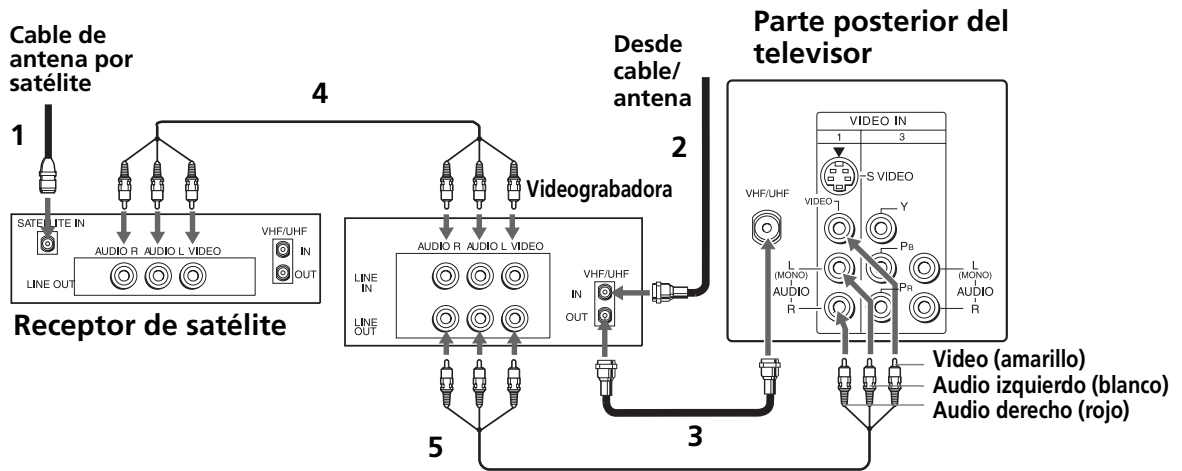 Cable de
antena por
satélite
1
4
Desde
cable/
antena
2
Parte posterior del
televisor
VIDEO IN
1
3
S VIDEO
VHF/UHF
VIDEO
Y
PB
L
(MONO)
AUDIO
R
PR
L
(MONO)
AUDIO
R
Videograbadora
SATELLITE IN
AUDIO R AUDIO L VIDEO
VHF/UHF
IN
OUT
LINE OUT
Receptor de satélite
AUDIO R AUDIO L VIDEO
LINE
IN
LINE
OUT
VHF/UHF
IN
OUT
Video (amarillo)
Audio izquierdo (blanco)
Audio derecho (rojo)
3
5